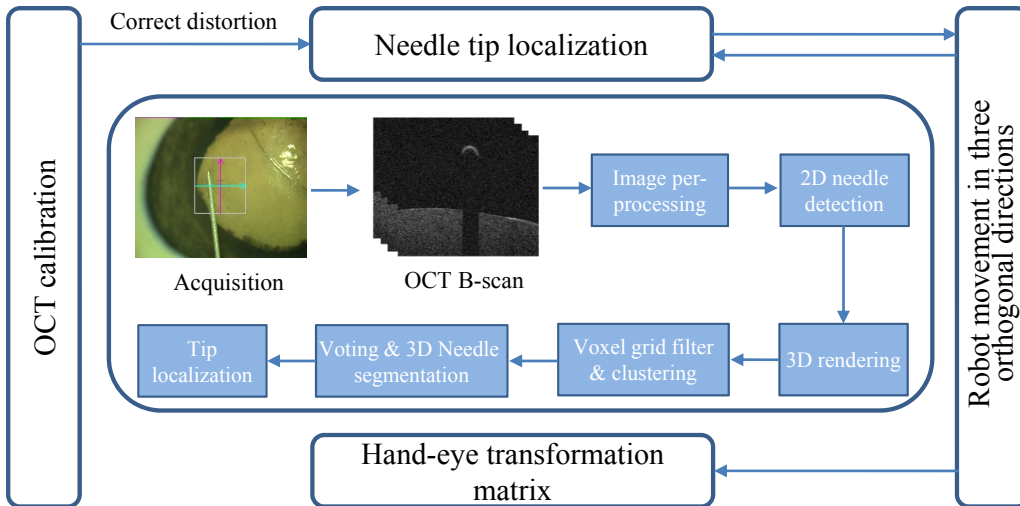 OCT calibration
Correct distortion
Needle tip localization
Robot movement in three
orthogonal directions
Acquisition
OCT B-scan
Image per-
processing
2D needle
detection
Tip
localization
Voting & 3D Needle
segmentation
Voxel grid filter
& clustering
3D rendering
Hand-eye transformation
matrix